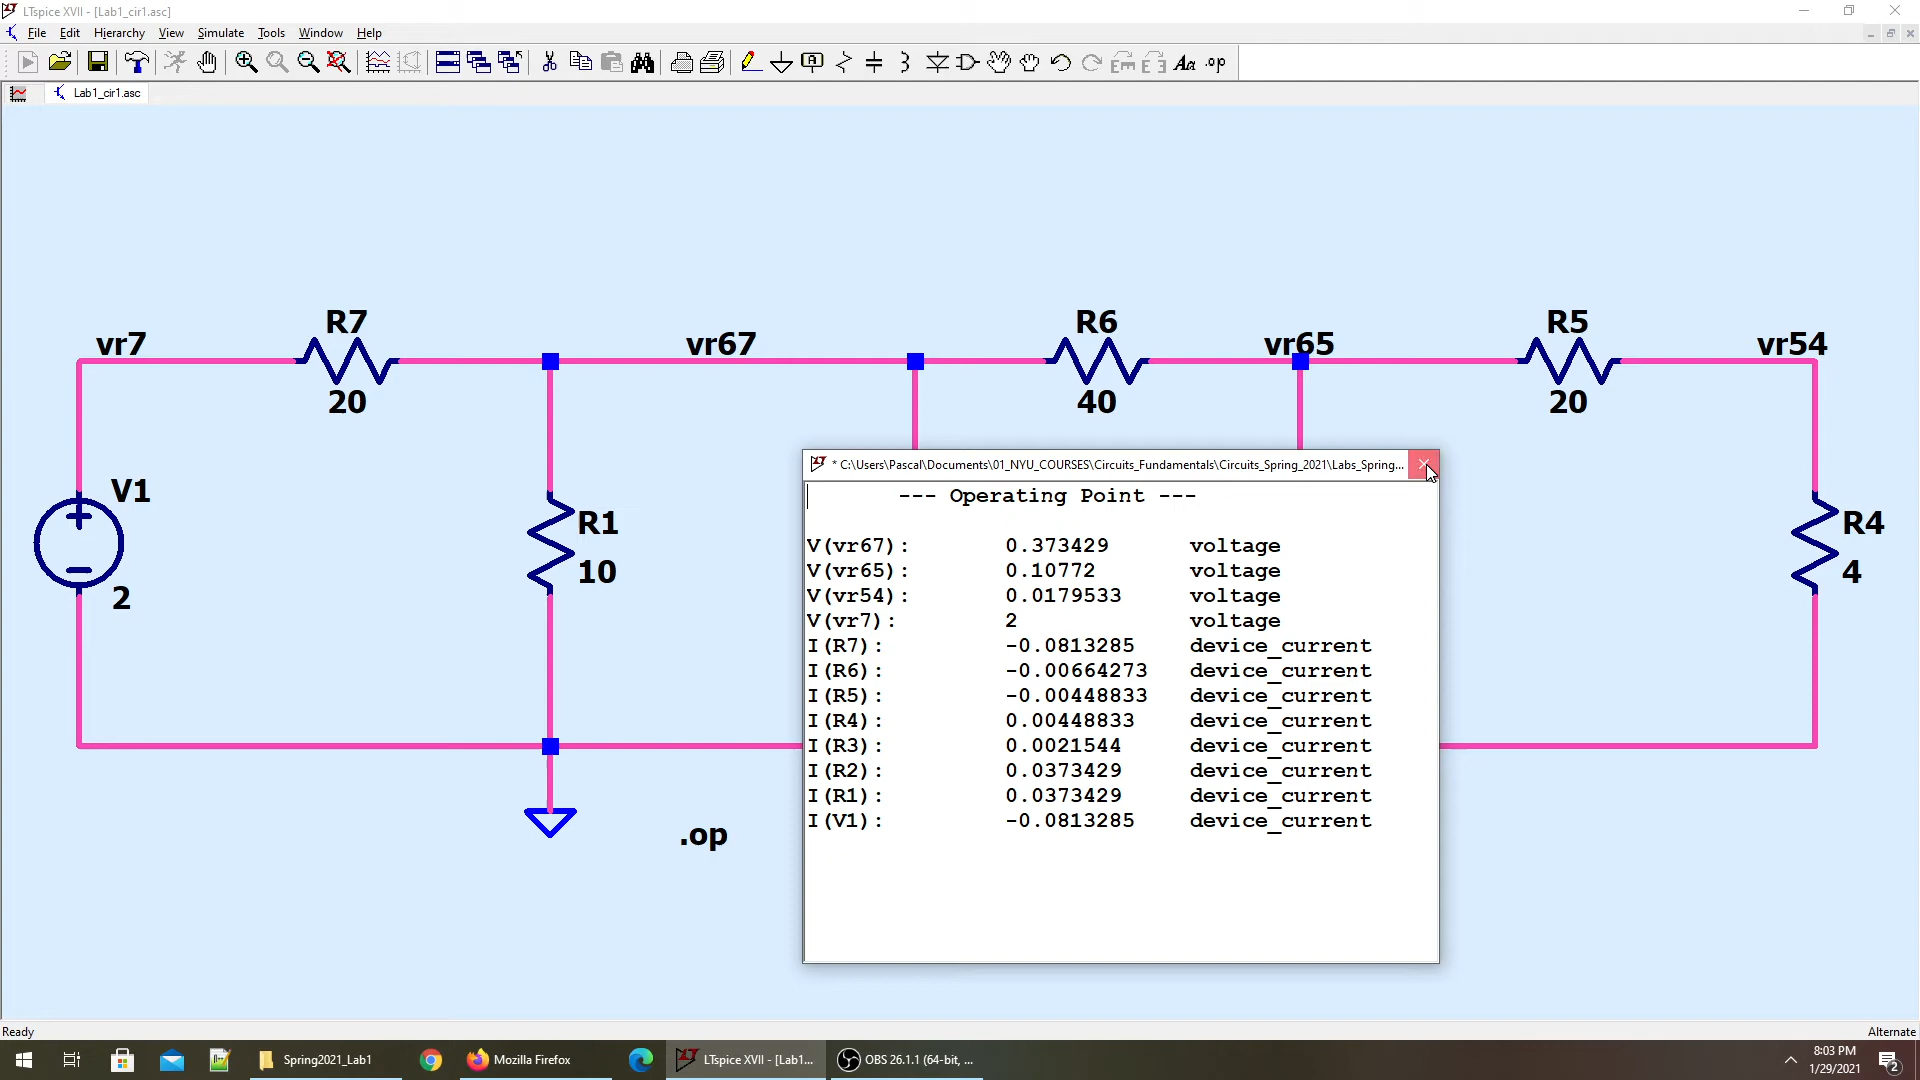 LTspice XVII - [Lab1_cir1.asc]
File Edit Hierarchy View Simulate Tools Window Help
Aa .op
Lab1_cir1.asc
R7 R6 R5
vr7 vr67 vr65 vr54
20 40 20
* C:\Users\Pascal\Documents\01_NYU_COURSES\Circuits_Fundamentals\Circuits_Spring_2021\Labs_Spring...
V1
--- Operating Point ---
R1 R4
V(vr67): 0.373429 voltage
V(vr65): 0.10772 voltage
10 4
V(vr54): 0.0179533 voltage
2
V(vr7): 2 voltage
I(R7): -0.0813285 device_current
I(R6): -0.00664273 device_current
I(R5): -0.00448833 device_current
I(R4): 0.00448833 device_current
I(R3): 0.0021544 device_current
I(R2): 0.0373429 device_current
I(R1): 0.0373429 device_current
I(V1): -0.0813285 device_current
.op
Ready Alternate
Spring2021_Lab1 Mozilla Firefox LTspice XVII - [Lab1... OBS 26.1.1 (64-bit, ...
8:03 PM
1/29/2021
2